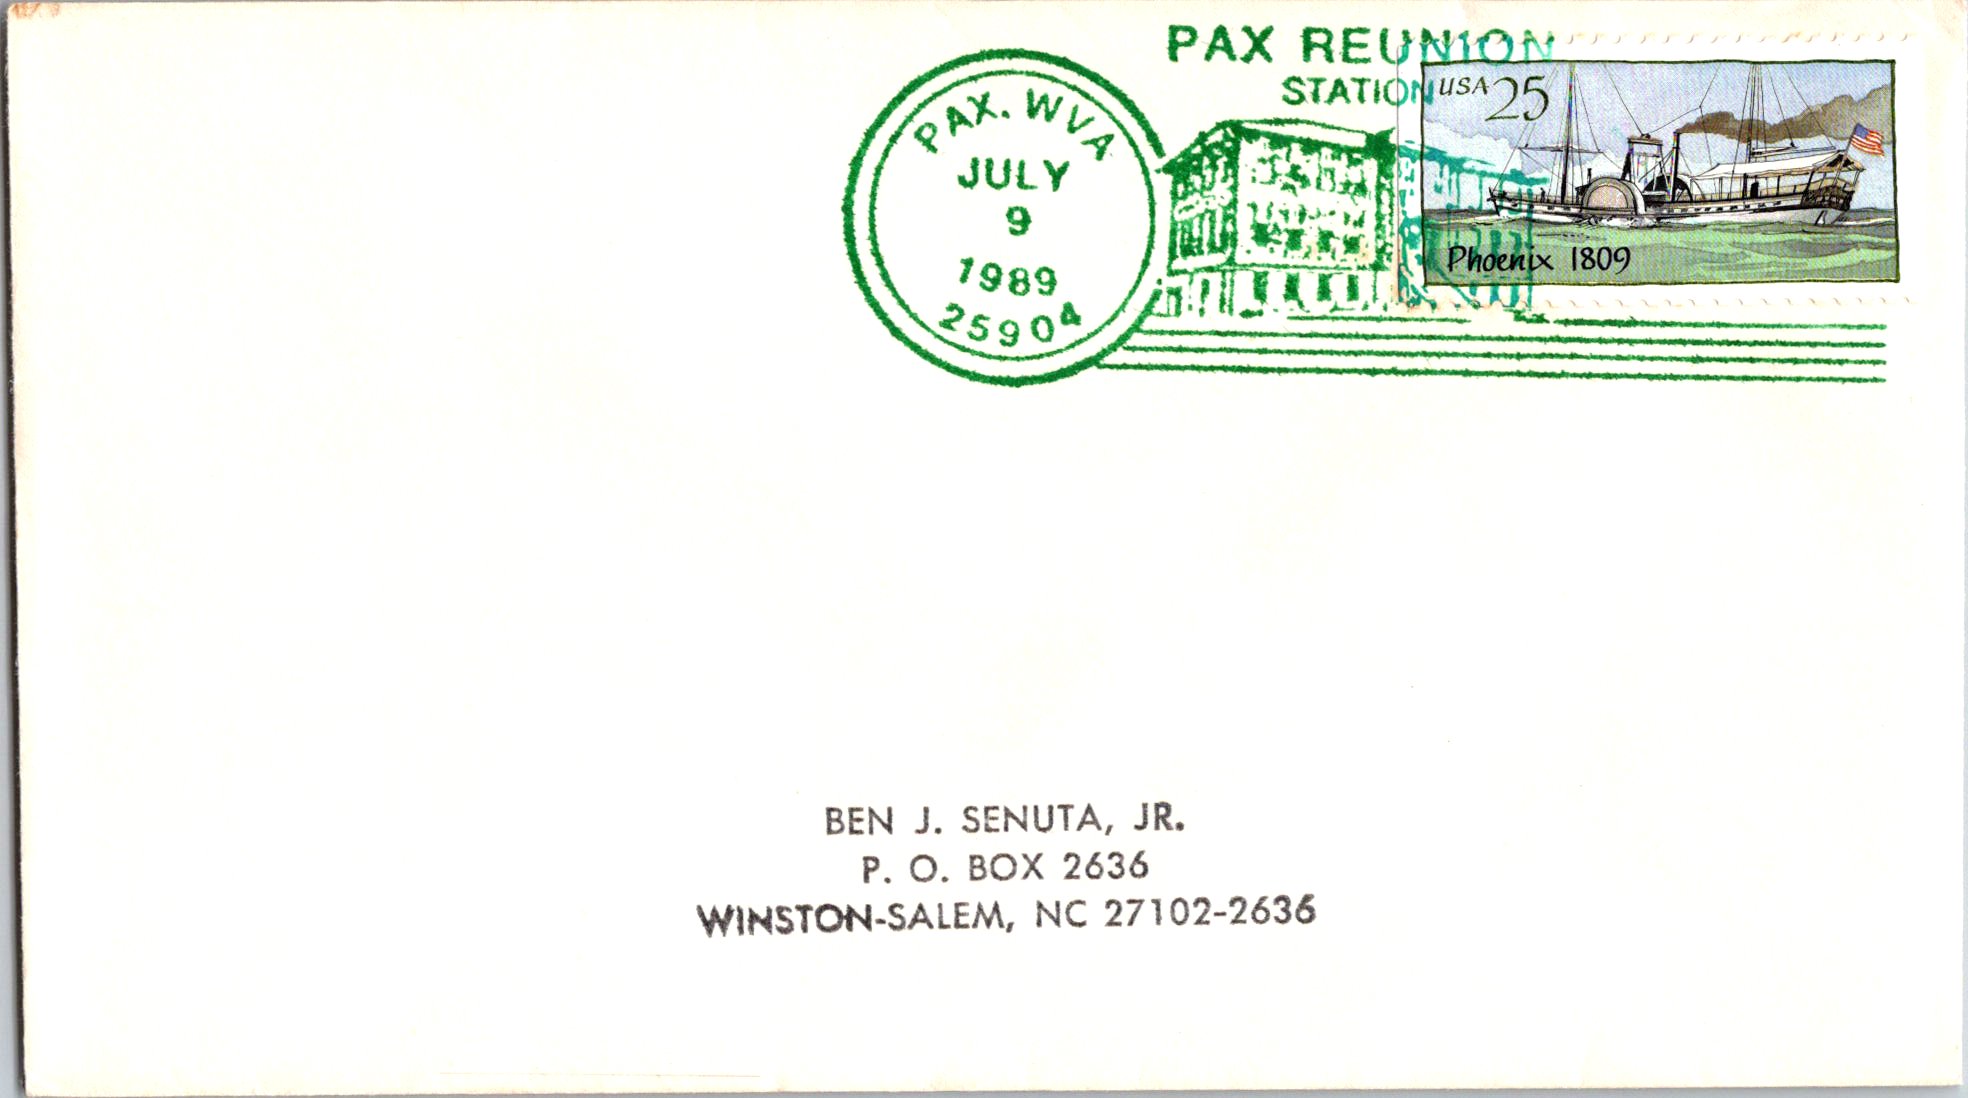 PAX REUNION
STATION
PAX. WVA
JULY
9
1989
25904
USA 25
Phoenix 1809
BEN J. SENUTA, JR.
P. O. BOX 2636
WINSTON-SALEM, NC 27102-2636